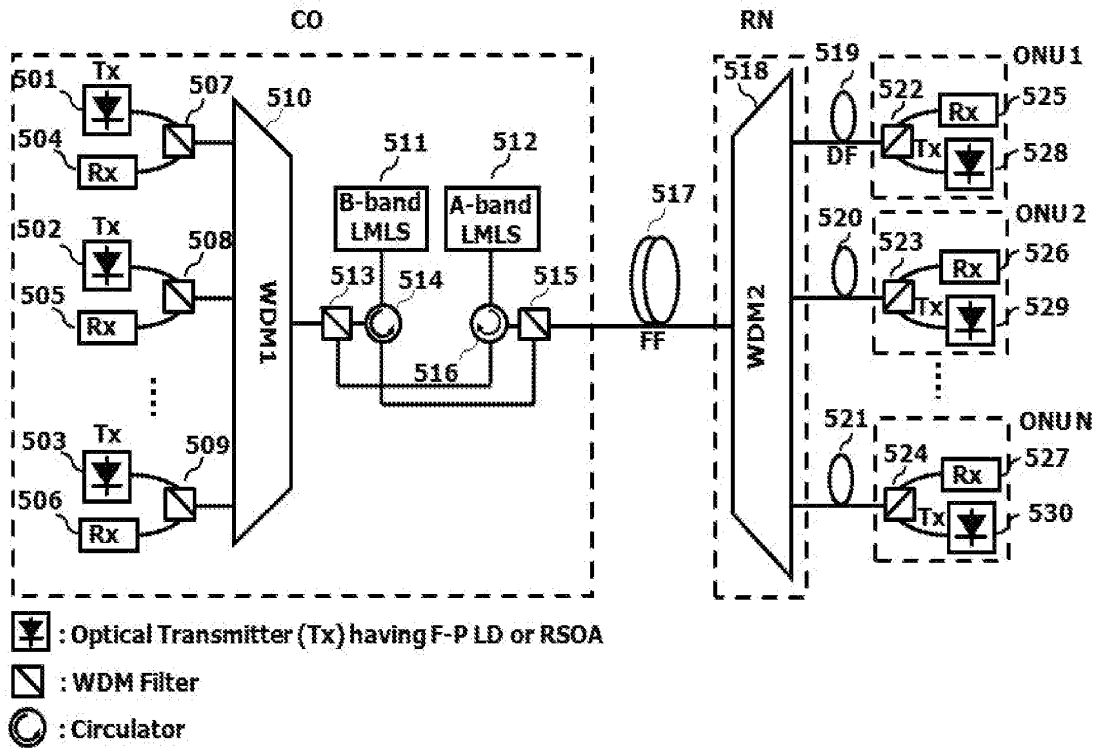 CO
RN
501
Tx
507
504
Rx
510
511
512
B-band
LMLS
A-band
LMLS
502
Tx
508
505
Rx
513
514
515
516
WDM1
503
Tx
509
506
Rx
517
FF
518
WDM2
519
DF
ONU 1
522
Rx
525
Tx
528
520
ONU 2
523
Rx
526
Tx
529
521
ONU N
524
Rx
527
Tx
530
: Optical Transmitter (Tx) having F-P LD or RSOA
: WDM Filter
: Circulator